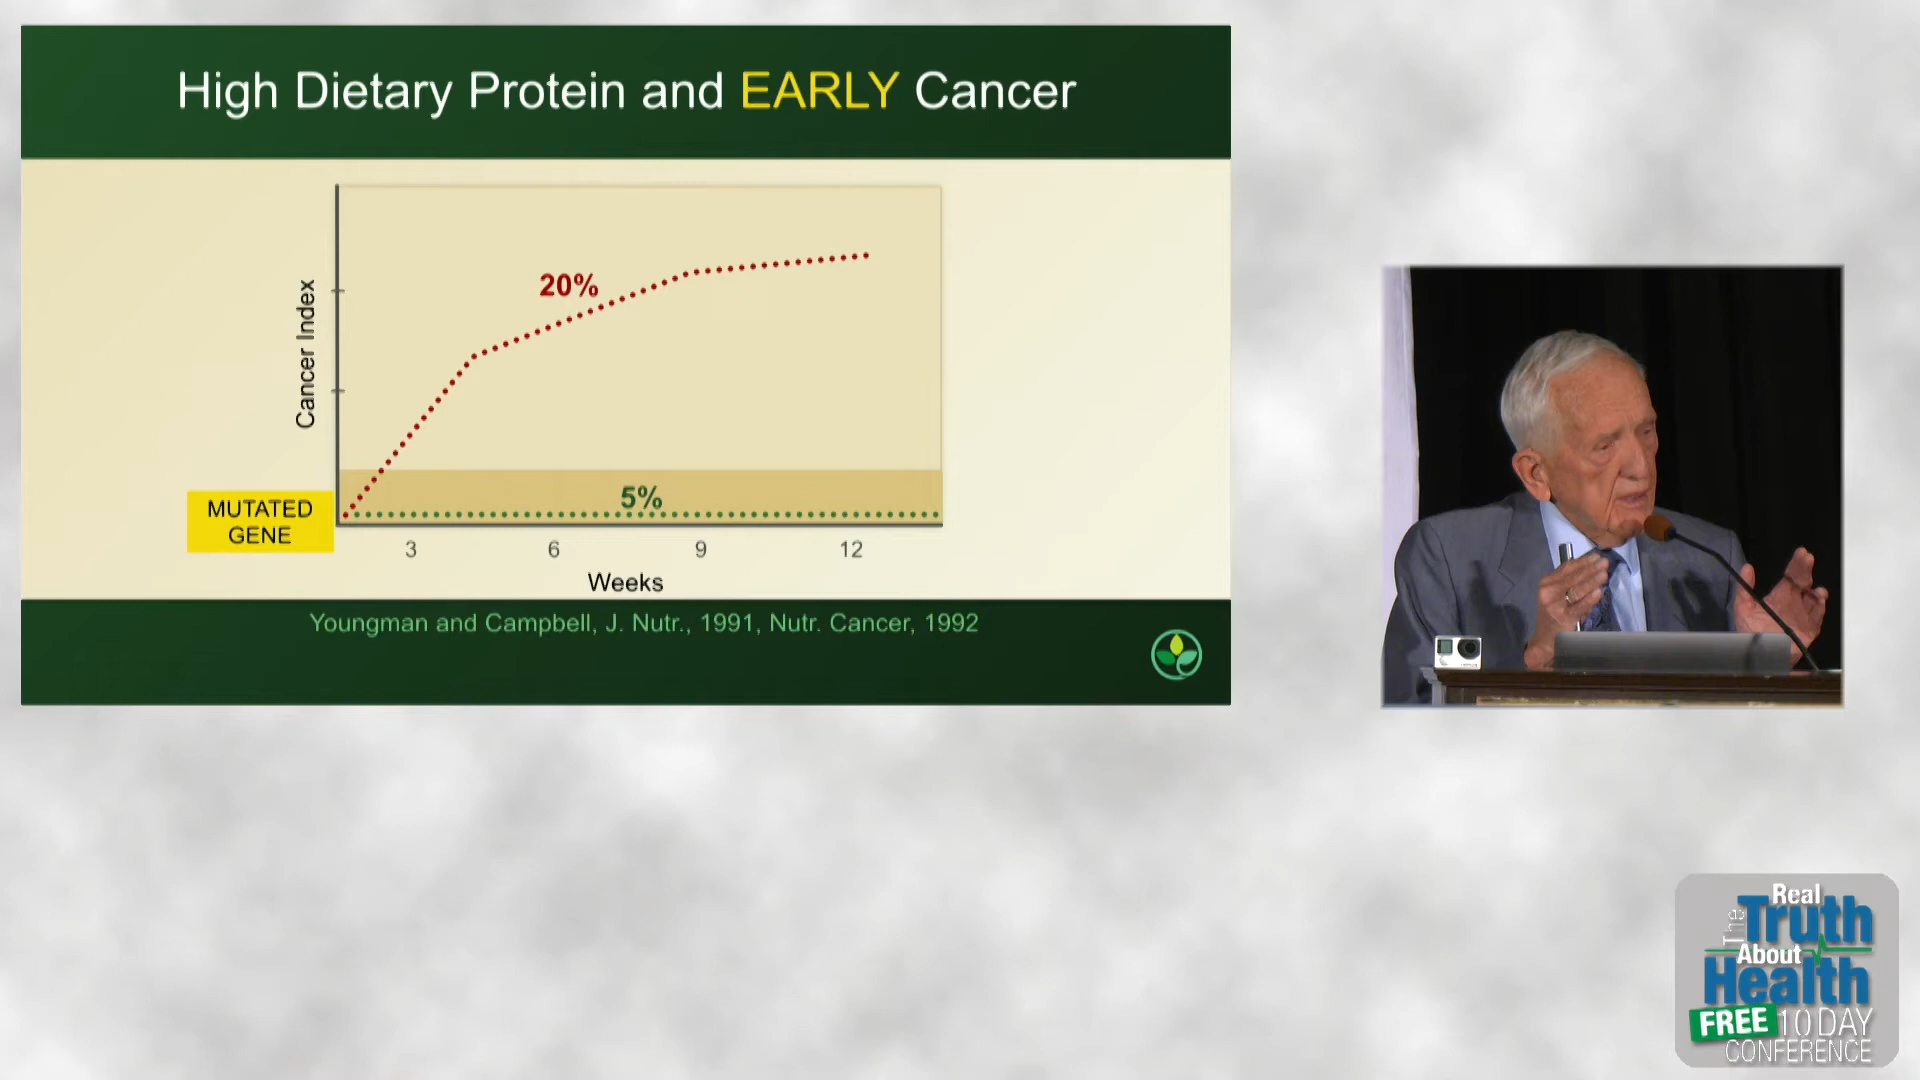 High Dietary Protein and EARLY Cancer
Cancer Index
20%
5%
MUTATED
GENE
3 6 9 12
Weeks
Youngman and Campbell, J. Nutr., 1991, Nutr. Cancer, 1992
The Real
Truth
About
Health
FREE 10 DAY
CONFERENCE